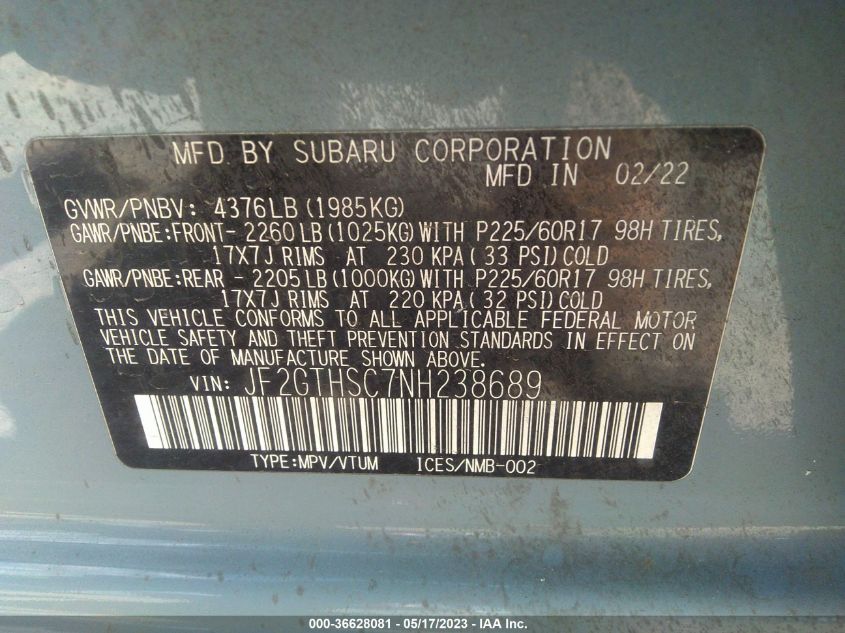 MFD. BY SUBARU CORPORATION
MFD IN 02/22
GVWR/PNBV: 4376LB (1985KG)
GAWR/PNBE:FRONT- 2260 LB (1025KG) WITH P225/60R17 98H TIRES,
17X7J RIMS AT 230 KPA ( 33 PSI) COLD
GAWR/PNBE:REAR - 2205 LB (1000KG) WITH P225/60R17 98H TIRES,
17X7J RIMS AT 220 KPA ( 32 PSI) COLD
THIS VEHICLE CONFORMS TO ALL APPLICABLE FEDERAL MOTOR
VEHICLE SAFETY AND THEFT PREVENTION STANDARDS IN EFFECT ON
THE DATE OF MANUFACTURE SHOWN ABOVE.
VIN: JF2GTHSC7NH238689
TYPE:MPV/VTUM ICES/NMB-002
000-36628081 - 05/17/2023 - IAA Inc.